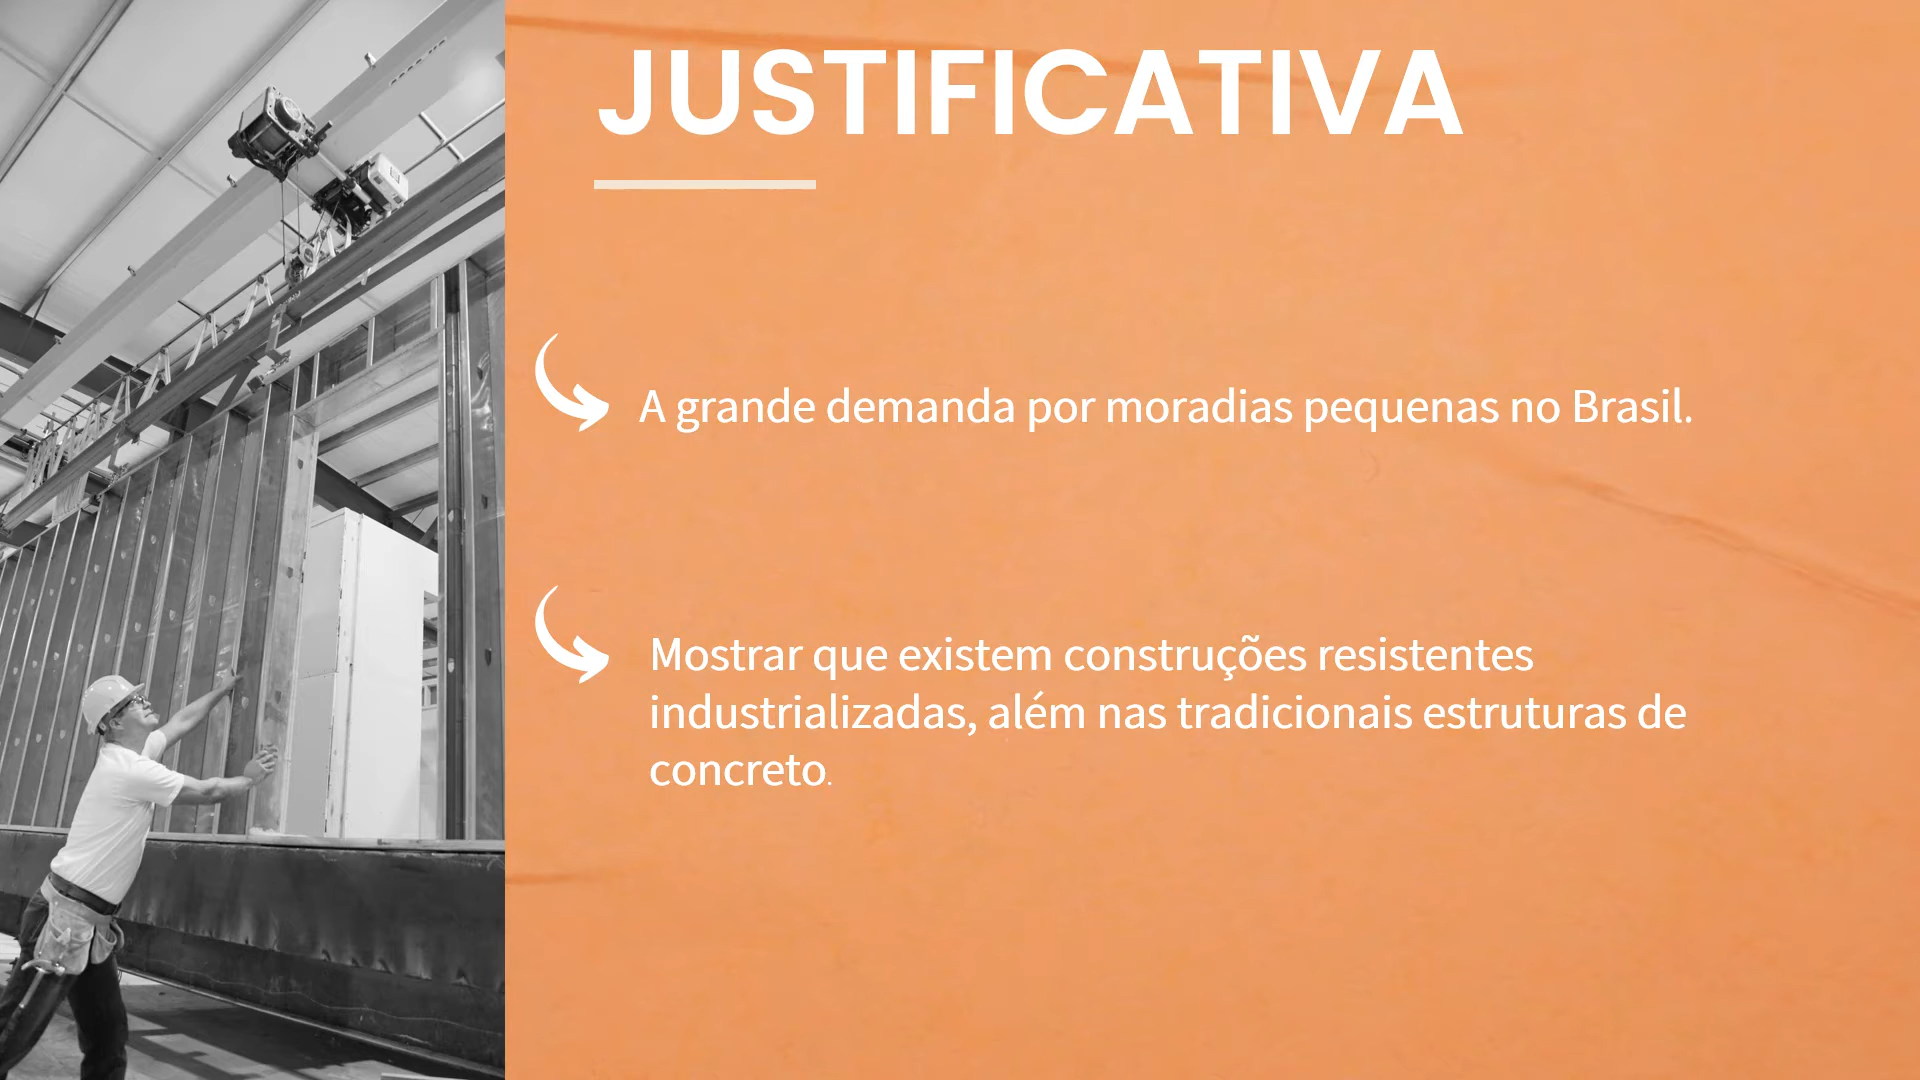 JUSTIFICATIVA
A grande demanda por moradias pequenas no Brasil.
Mostrar que existem construções resistentes
industrializadas, além nas tradicionais estruturas de
concreto.